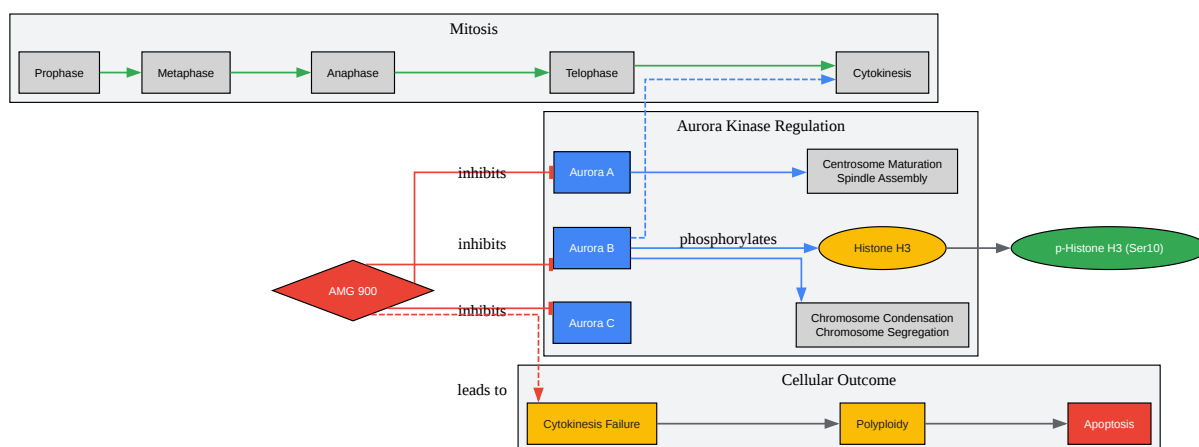 Mitosis
Prophase
Metaphase
Anaphase
Telophase
Cytokinesis
Aurora Kinase Regulation
inhibits
Aurora A
Centrosome Maturation
Spindle Assembly
inhibits
Aurora B
phosphorylates
Histone H3
p-Histone H3 (Ser10)
AMG 900
inhibits
Aurora C
Chromosome Condensation
Chromosome Segregation
leads to
Cellular Outcome
Cytokinesis Failure
Polyploidy
Apoptosis